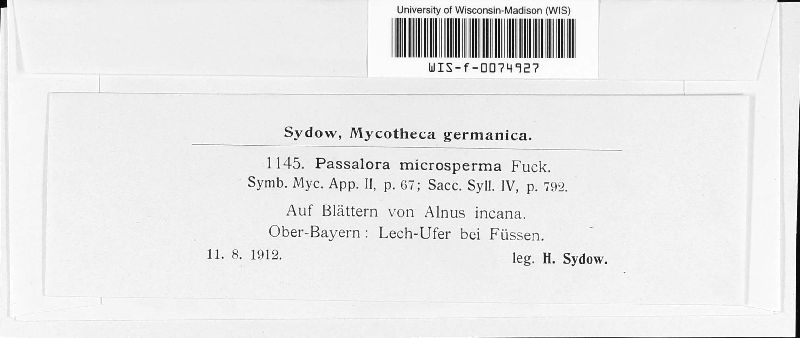 University of Wisconsin-Madison (WIS)
WIS-f-0074927
Sydow, Mycotheca germanica.
1145. Passalora microsperma Fuck.
Symb. Myc. App. II, p. 67; Sacc. Syll. IV, p. 792.
Auf Blättern von Alnus incana.
Ober-Bayern: Lech-Ufer bei Füssen.
11. 8. 1912. leg. H. Sydow.